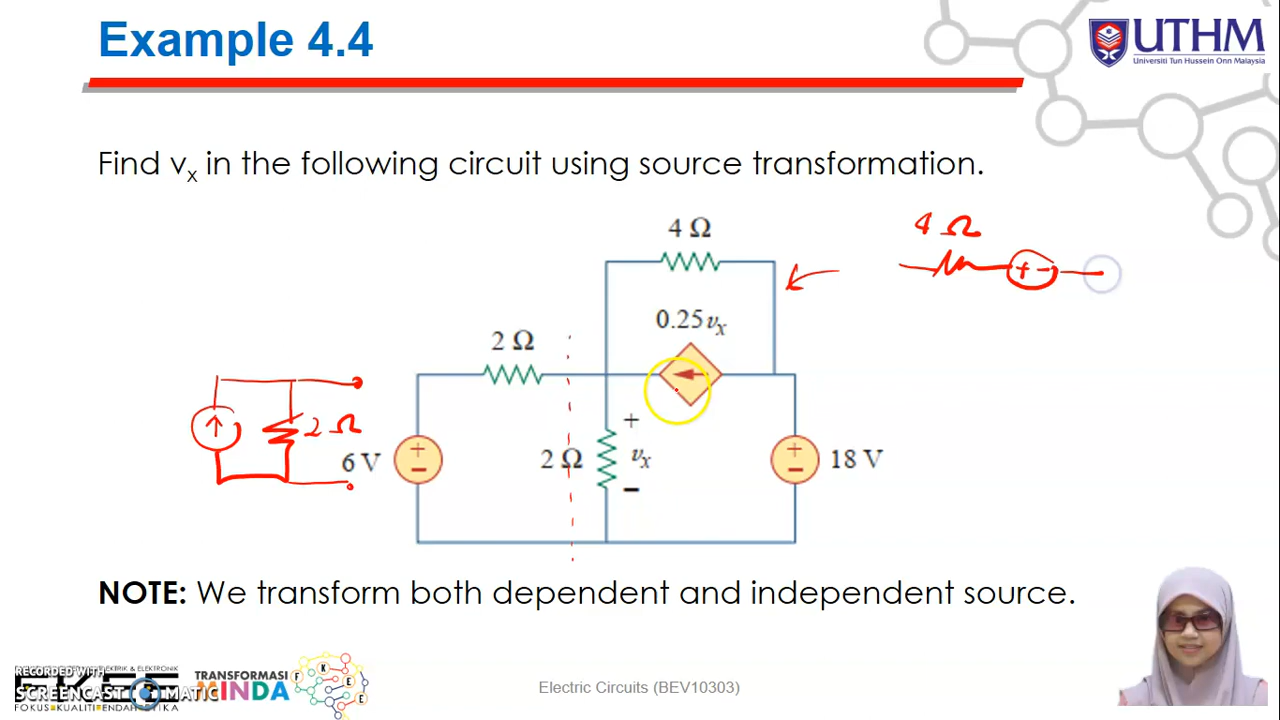 Example 4.4
UTHM
Universiti Tun Hussein Onn Malaysia
Find vx in the following circuit using source transformation.
4 Ω
4 Ω
0.25vx
2 Ω
+ -
2 Ω
+
6 V
+
−
2 Ω
vx
+
−
18 V
−
NOTE: We transform both dependent and independent source.
RECORDED WITH
SCREENCAST MATIC
TRANSFORMASI
MINDA
F K E E
Electric Circuits (BEV10303)